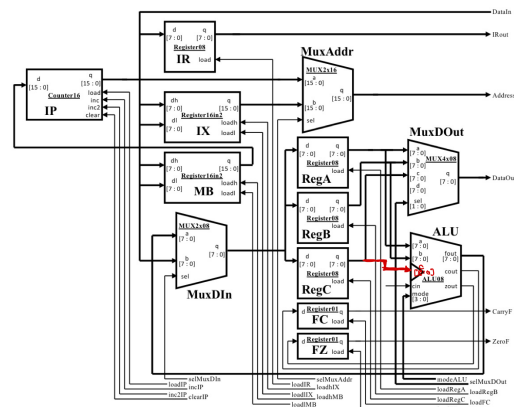 DataIn
d q
[7 : 0] [7 : 0]
Register08
IR load
IRout
MuxAddr
MUX2x16
a
[15 : 0]
q
[15 : 0]
b
[15 : 0]
sel
Address
d q
[15 : 0] [15 : 0]
Counter16
IP
load
inc
inc2
clear
dh q
[7 : 0] [15 : 0]
Register16in2
dl loadh
[7 : 0] loadl
IX
dh q
[7 : 0] [15 : 0]
Register16in2
dl loadh
[7 : 0] loadl
MB
d q
[7 : 0] [7 : 0]
Register08
RegA load
MuxDOut
a
[7 : 0]
b
[7 : 0]
MUX4x08
q
[7 : 0]
c
[7 : 0]
d
[7 : 0]
sel
[1 : 0]
DataOu
d q
[7 : 0] [7 : 0]
Register08
RegB load
MUX2x08
a
[7 : 0]
q
[7 : 0]
b
[7 : 0]
sel
MuxDIn
d q
[7 : 0] [7 : 0]
Register08
RegC load
ALU
a
[7 : 0]
b
[7 : 0]
fout
[7 : 0]
cout
ALU08
cin zout
mode
[3 : 0]
d Register01 q
FC load
CarryF
d Register01 q
FZ load
ZeroF
selMuxDIn
loadIP
incIP
inc2IP
clearIP
selMuxAddr
loadIR
loadhIX
loadlIX
loadhMB
loadlMB
modeALU
selMuxDOut
loadRegA
loadRegB
loadRegC
loadFC